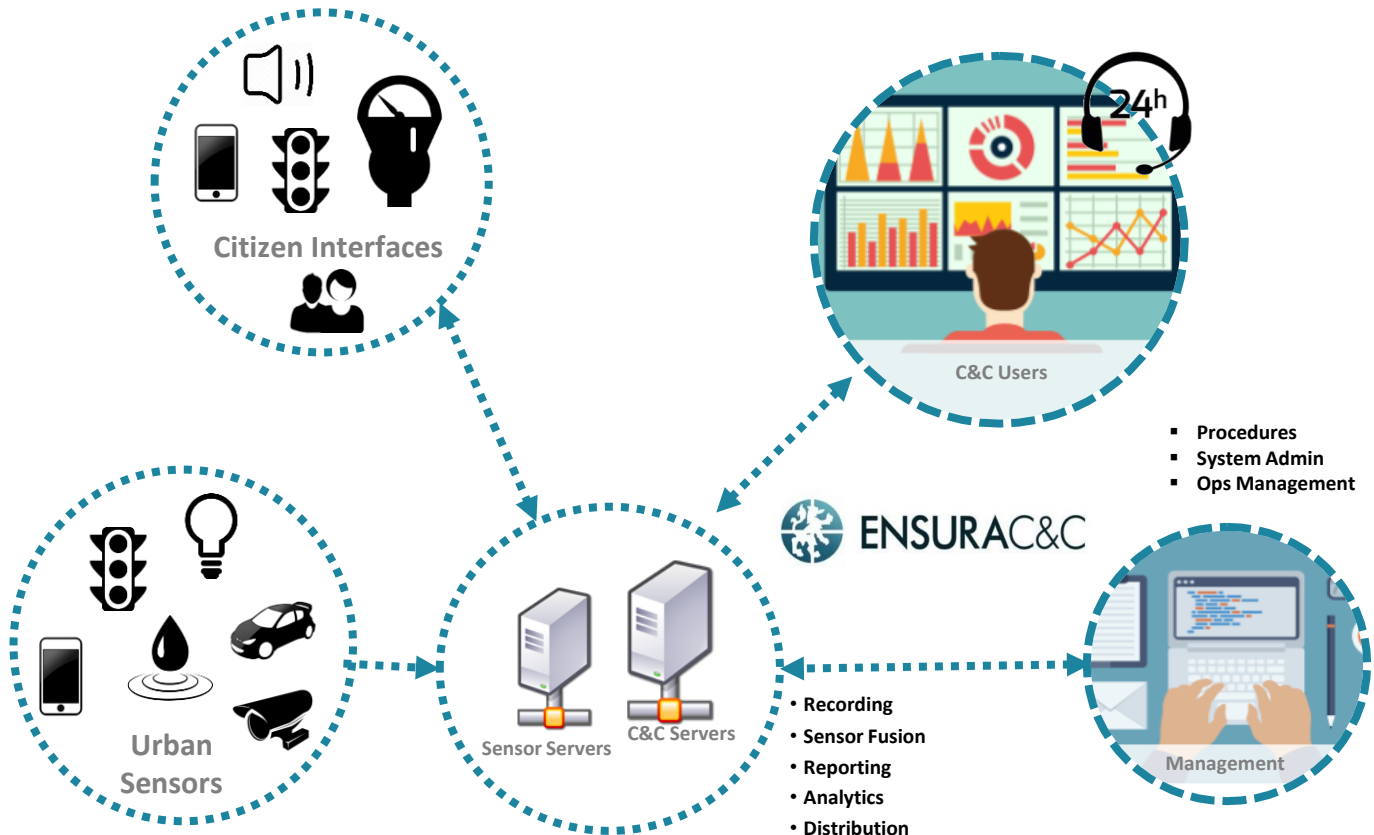 24h
Citizen Interfaces
C&C Users
▪ Procedures
▪ System Admin
▪ Ops Management
ENSURAC&C
Urban
Sensors
Sensor Servers
C&C Servers
• Recording
• Sensor Fusion
• Reporting
• Analytics
• Distribution
Management